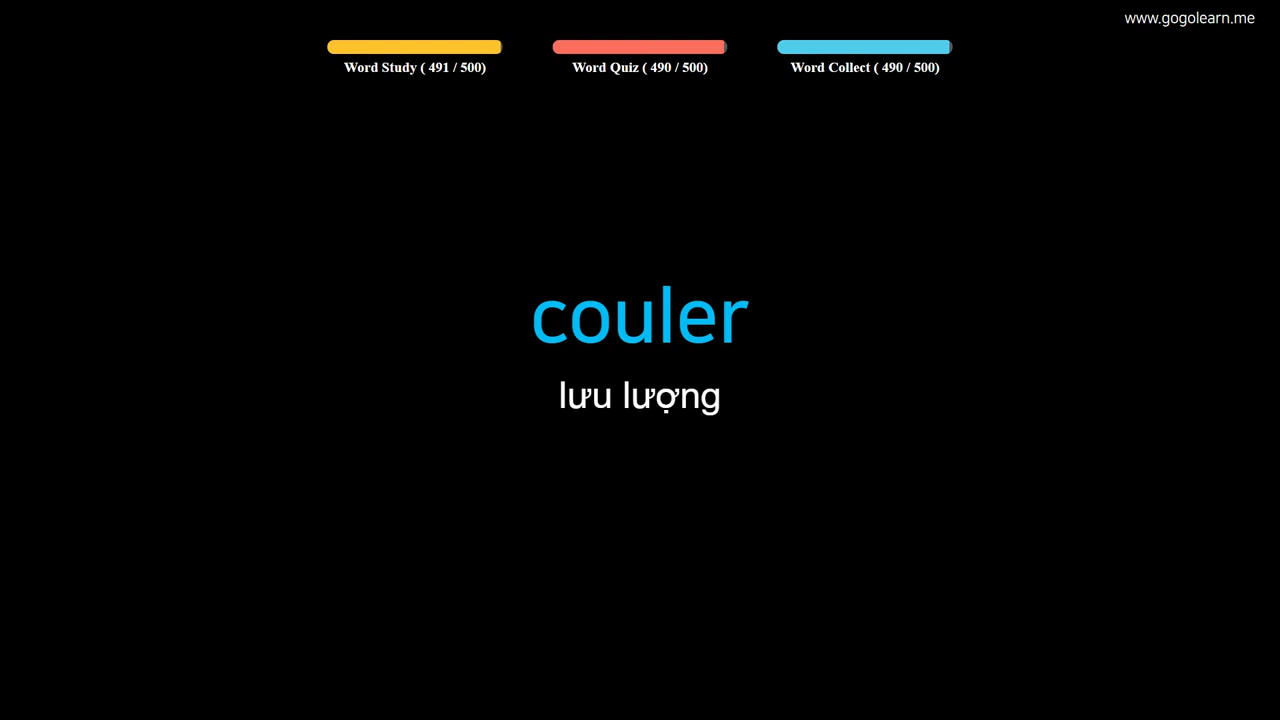 www.gogolearn.me
Word Study ( 491 / 500)
Word Quiz ( 490 / 500)
Word Collect ( 490 / 500)
couler
lưu lượng